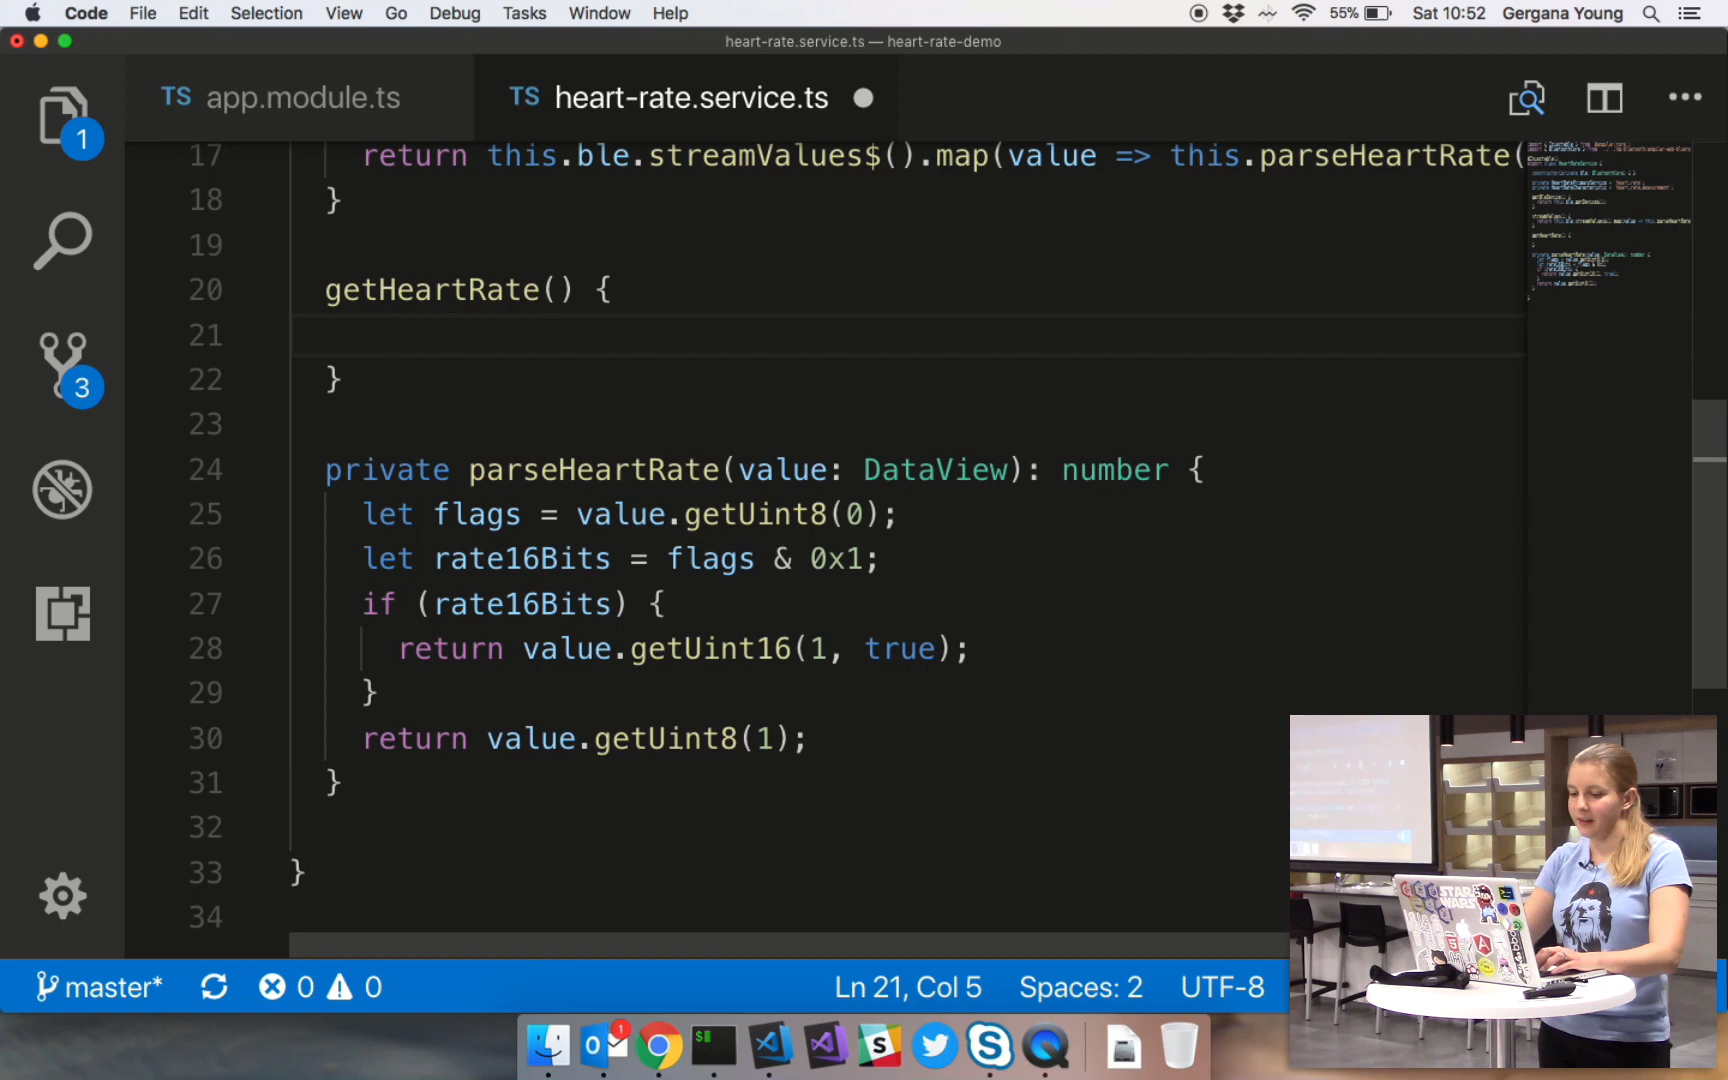 Code File Edit Selection View Go Debug Tasks Window Help 55% Sat 10:52 Gergana Young
heart-rate.service.ts — heart-rate-demo
TS app.module.ts TS heart-rate.service.ts
1
3
17 return this.ble.streamValues$().map(value => this.parseHeartRate(
18 }
19
20 getHeartRate() {
21
22 }
23
24 private parseHeartRate(value: DataView): number {
25 let flags = value.getUint8(0);
26 let rate16Bits = flags & 0x1;
27 if (rate16Bits) {
28 return value.getUint16(1, true);
29 }
30 return value.getUint8(1);
31 }
32
33 }
34
STAR
WARS
master* 0 0 Ln 21, Col 5 Spaces: 2 UTF-8
1